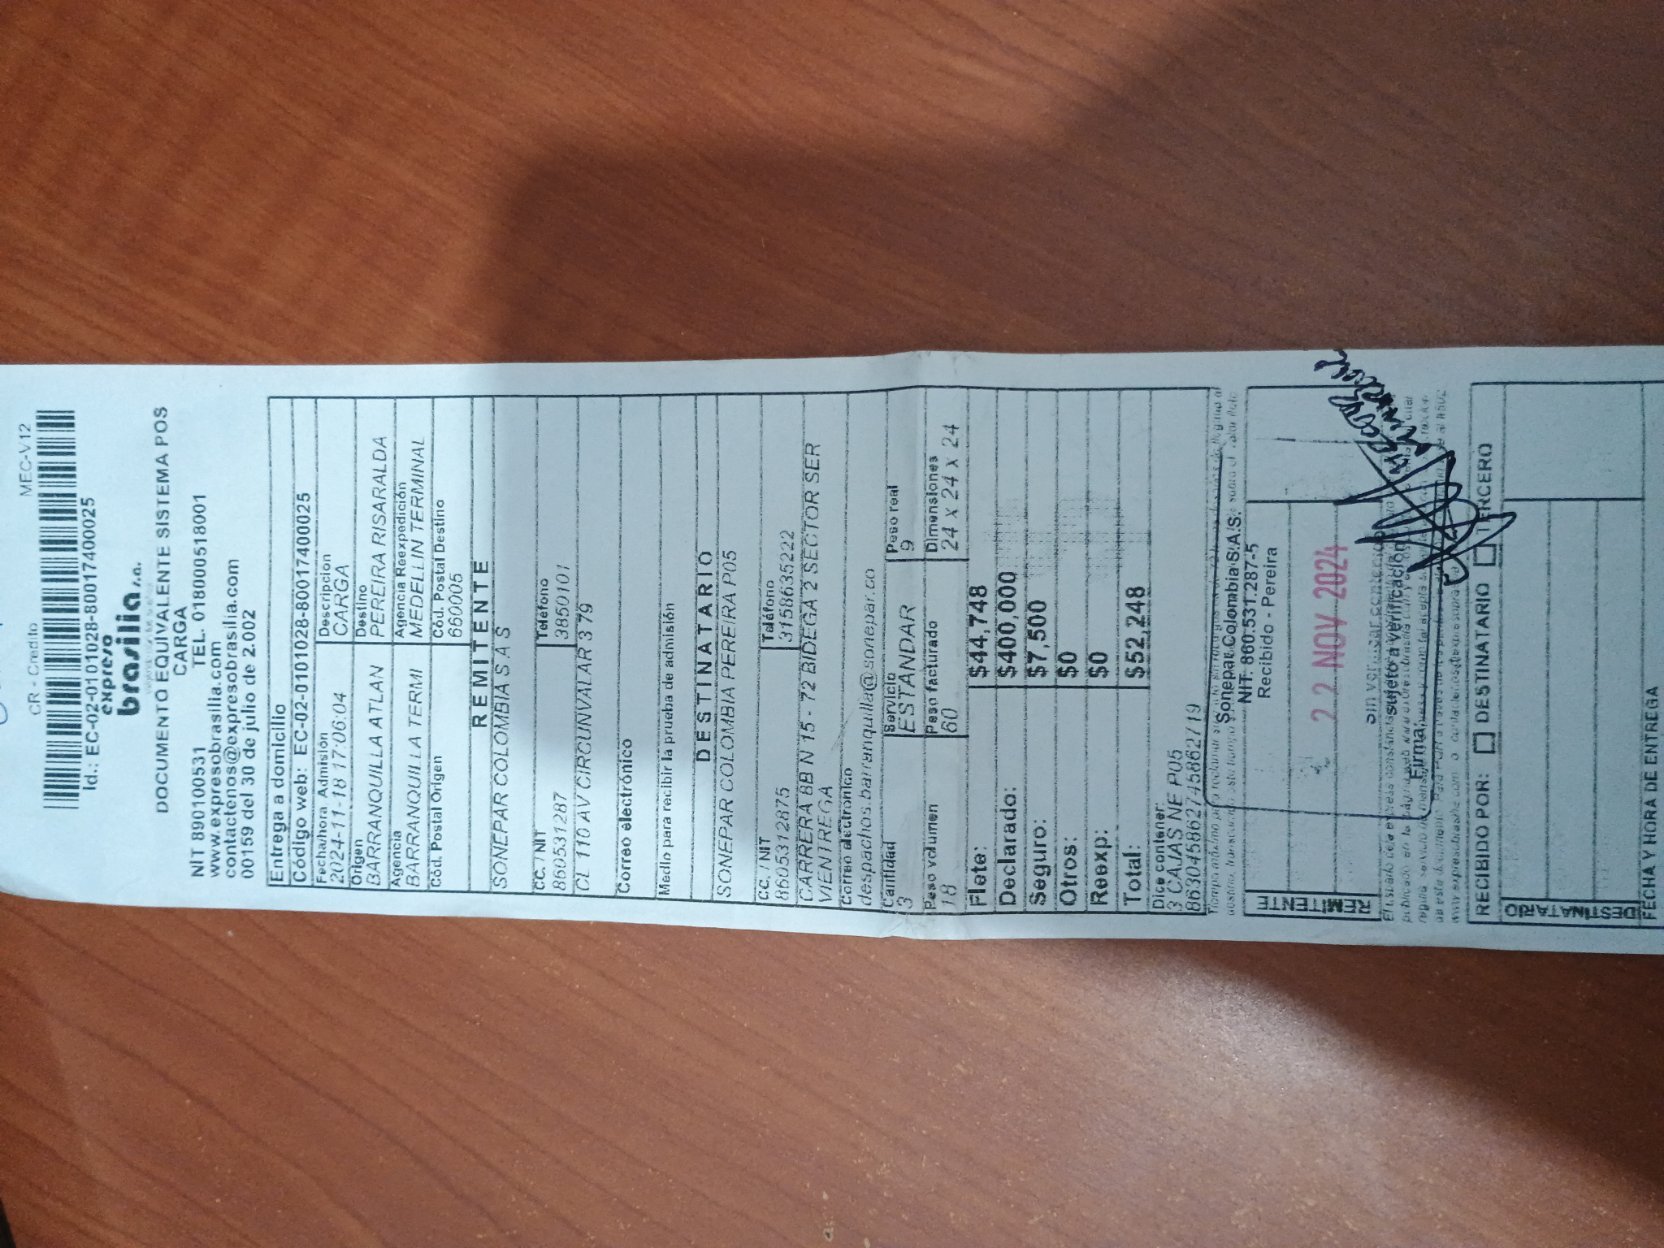 CR - Credito MEC-V12
Id.: EC-02-0101028-80017400025
expreso
brasilia s.a.
DOCUMENTO EQUIVALENTE SISTEMA POS
CARGA
NIT 890100531 TEL. 018000518001
www.expresobrasilia.com
contactenos@expresobrasilia.com
00159 del 30 de julio de 2.002
Entrega a domicilio
Código web: EC-02-0101028-8001740025
Fecha/hora Admisión Descripción
2024-11-18 17:06:04 CARGA
Origen Destino
BARRANQUILLA ATLAN PEREIRA RISARALDA
Agencia Agencia Reexpedición
BARRANQUILLA TERMI MEDELLIN TERMINAL
Cód. Postal Origen Cód. Postal Destino
660005
REMITENTE
SONEPAR COLOMBIA S A S
CC. / NIT Teléfono
860531287 3850101
CL 110 AV CIRCUNVALAR 3 79
Correo electrónico
Medio para recibir la prueba de admisión
DESTINATARIO
SONEPAR COLOMBIA PEREIRA P05
CC. / NIT Teléfono
8605312875 3158635222
CARRERA 8B N 15 - 72 BIDEGA 2 SECTOR SER
VIENTREGA
Correo electrónico
despachos.barranquilla@sonepar.co
Cantidad Servicio Peso real
3 ESTANDAR 9
Peso volumen Peso facturado Dimensiones
18 60 24 x 24 x 24
Flete: $44,748
Declarado: $400,000
Seguro: $7,500
Otros: $0
Reexp: $0
Total: $52,248
Dice contener:
3 CAJAS NE P05
863045862745862/19
Sonepar Colombia S.A.S.
NIT: 860.531.287-5
Recibido - Pereira
22 NOV 2024
sujeto a verificación
Firma:
REMITENTE
RECIBIDO POR: DESTINATARIO TERCERO
DESTINATARIO
FECHA Y HORA DE ENTREGA